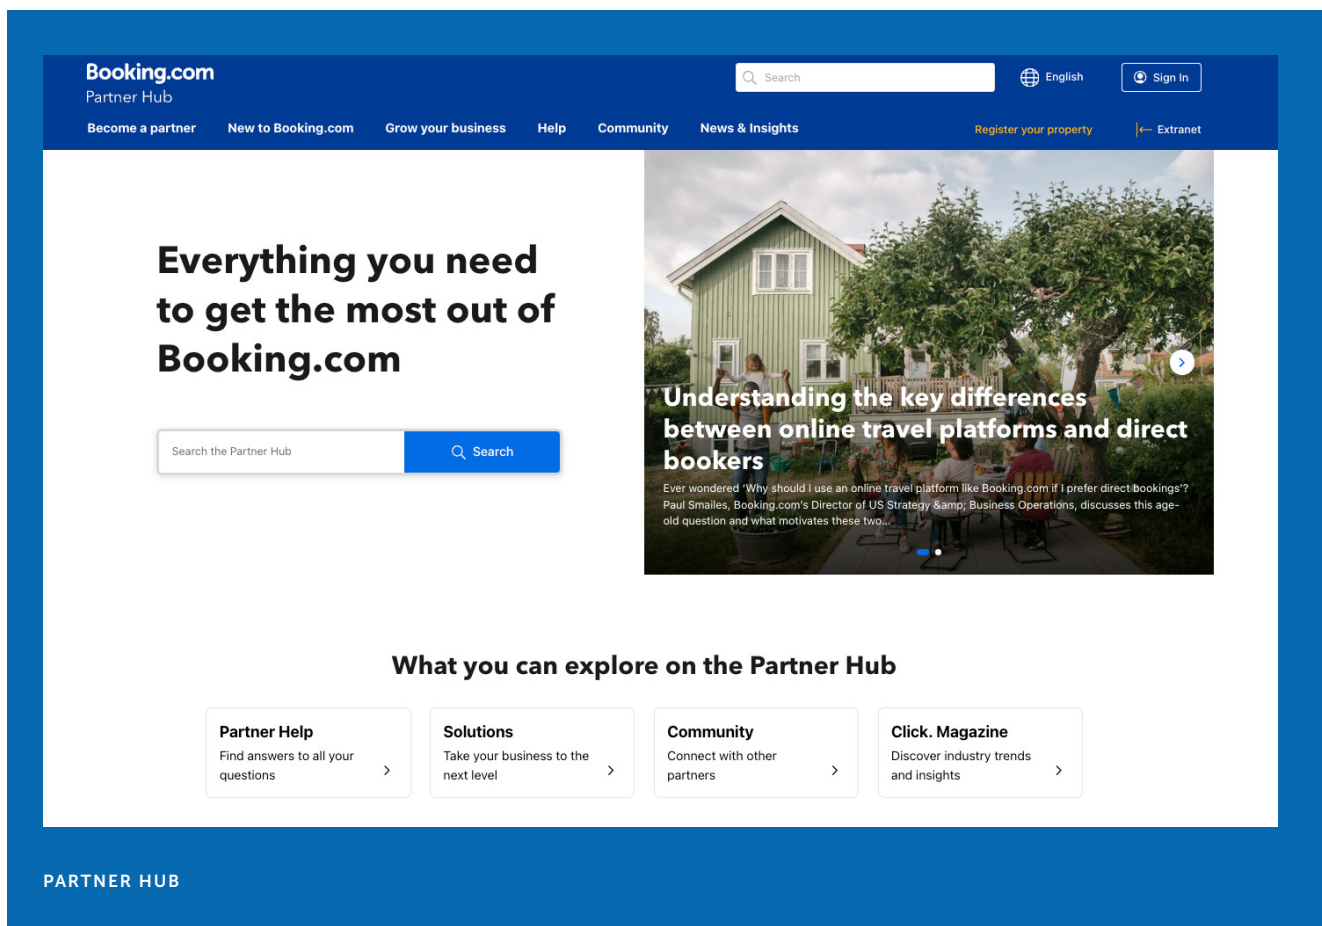 Booking.com
Partner Hub
Search
English
Sign In
Become a partner
New to Booking.com
Grow your business
Help
Community
News & Insights
Register your property
Extranet
Everything you need
to get the most out of
Booking.com
Search the Partner Hub
Search
Understanding the key differences
between online travel platforms and direct
bookers
Ever wondered 'Why should I use an online travel platform like Booking.com if I prefer direct bookings'?
Paul Smailes, Booking.com's Director of US Strategy &amp; Business Operations, discusses this age-
old question and what motivates these two...
What you can explore on the Partner Hub
Partner Help
Find answers to all your
questions
Solutions
Take your business to the
next level
Community
Connect with other
partners
Click. Magazine
Discover industry trends
and insights
PARTNER HUB